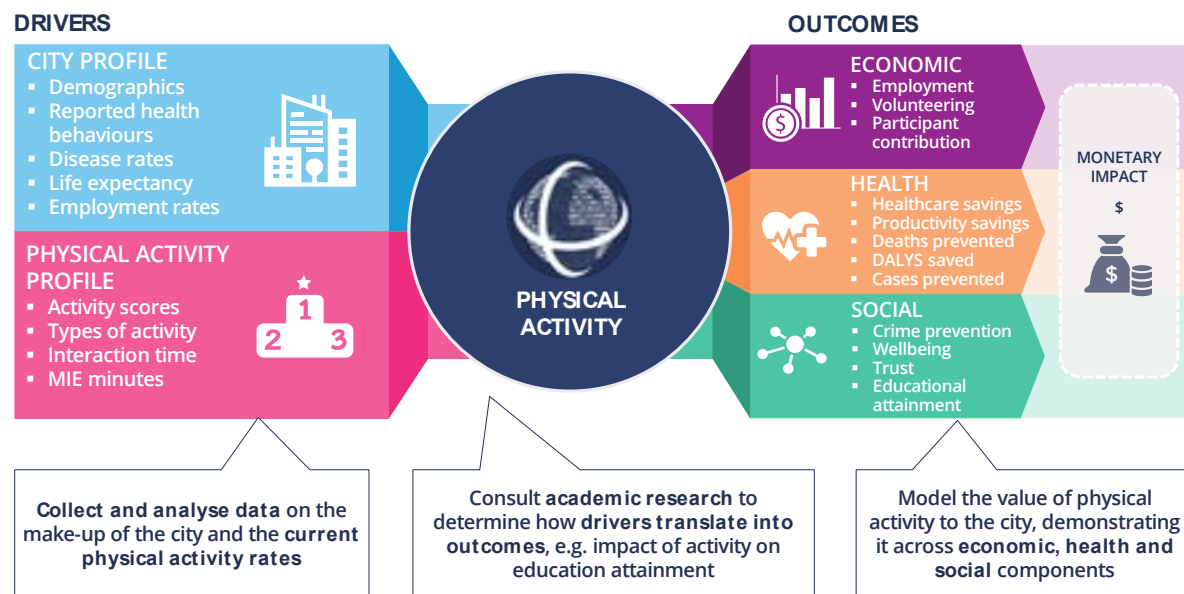 DRIVERS
CITY PROFILE
▪ Demographics
▪ Reported health
behaviours
▪ Disease rates
▪ Life expectancy
▪ Employment rates
PHYSICAL ACTIVITY
PROFILE
▪ Activity scores
▪ Types of activity
▪ Interaction time
▪ MIE minutes
1
2 3
PHYSICAL
ACTIVITY
OUTCOMES
ECONOMIC
▪ Employment
▪ Volunteering
▪ Participant
contribution
$
HEALTH
▪ Healthcare savings
▪ Productivity savings
▪ Deaths prevented
▪ DALYS saved
▪ Cases prevented
SOCIAL
▪ Crime prevention
▪ Wellbeing
▪ Trust
▪ Educational
attainment
MONETARY
IMPACT
$
$
Collect and analyse data on the
make-up of the city and the current
physical activity rates
Consult academic research to
determine how drivers translate into
outcomes, e.g. impact of activity on
education attainment
Model the value of physical
activity to the city, demonstrating
it across economic, health and
social components